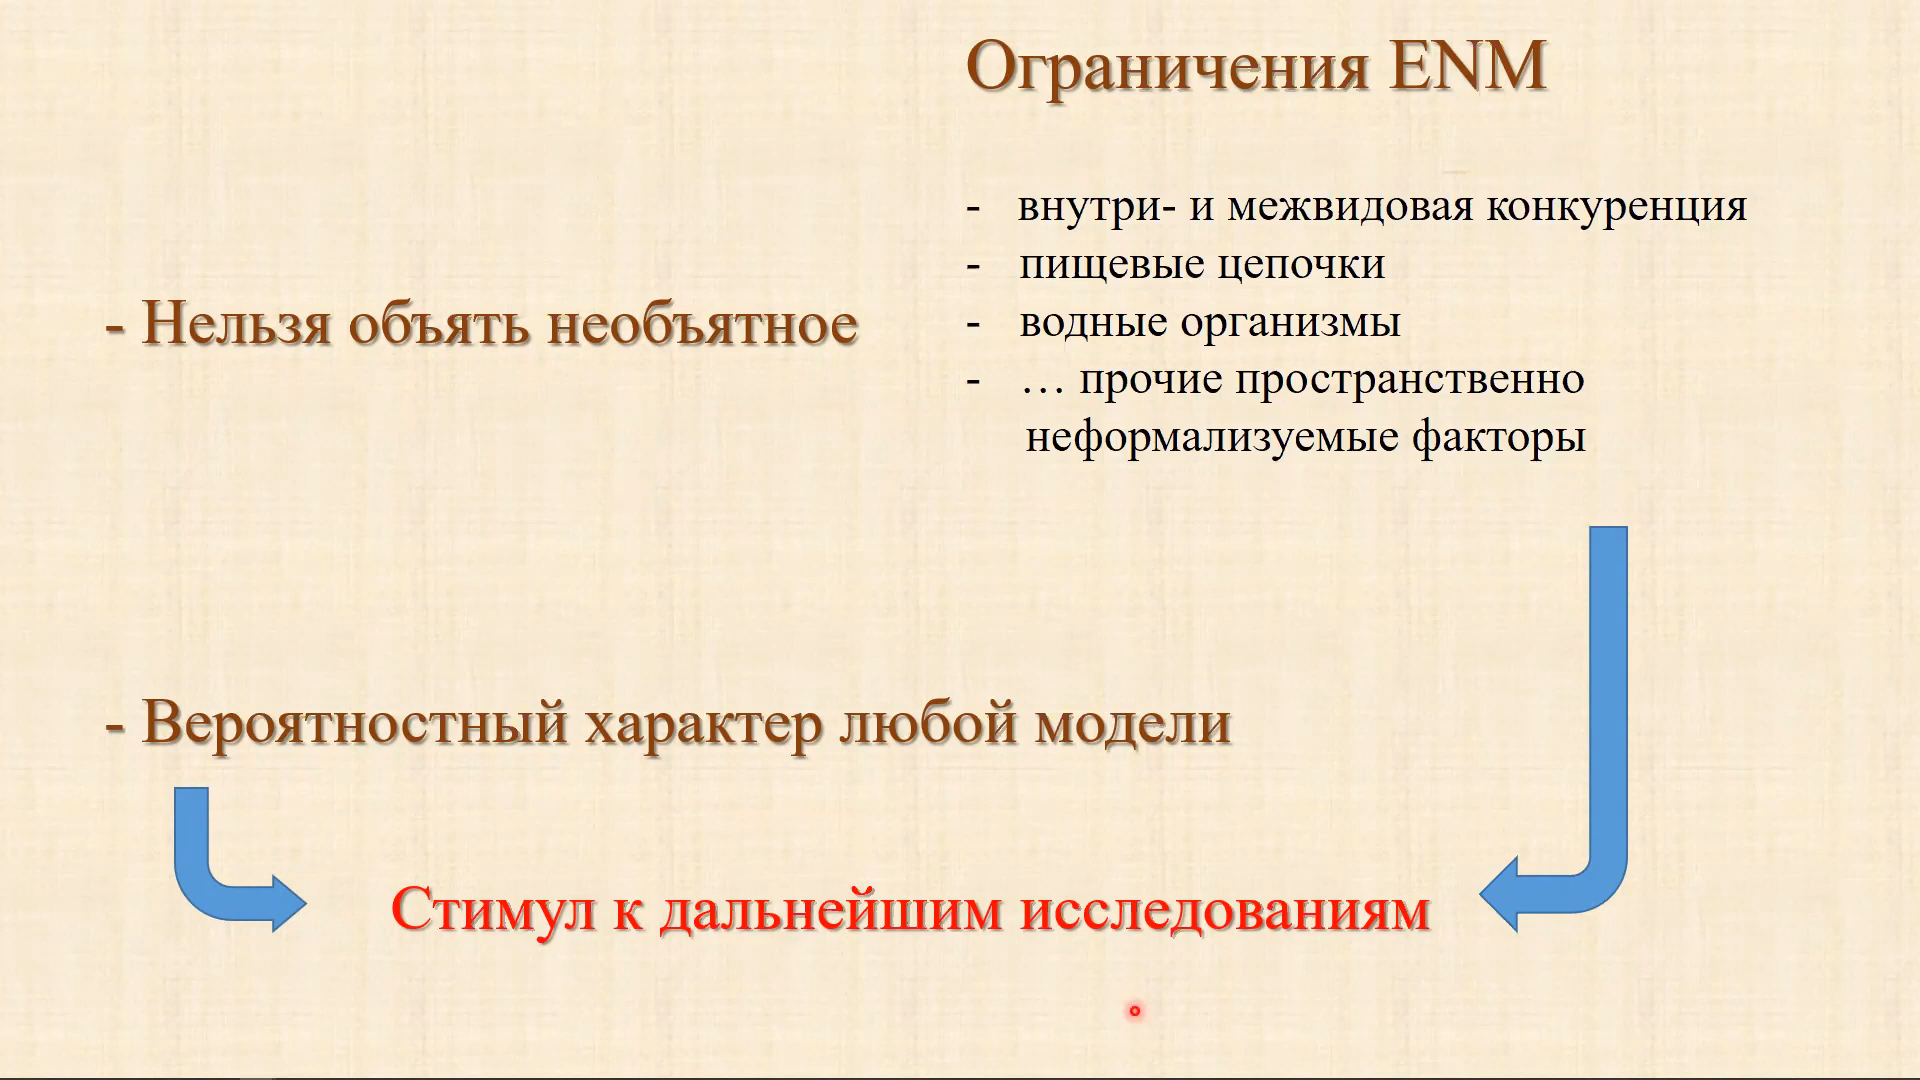 Ограничения ENM
- внутри- и межвидовая конкуренция
- пищевые цепочки
- водные организмы
- … прочие пространственно
неформализуемые факторы
- Нельзя объять необъятное
- Вероятностный характер любой модели
Стимул к дальнейшим исследованиям